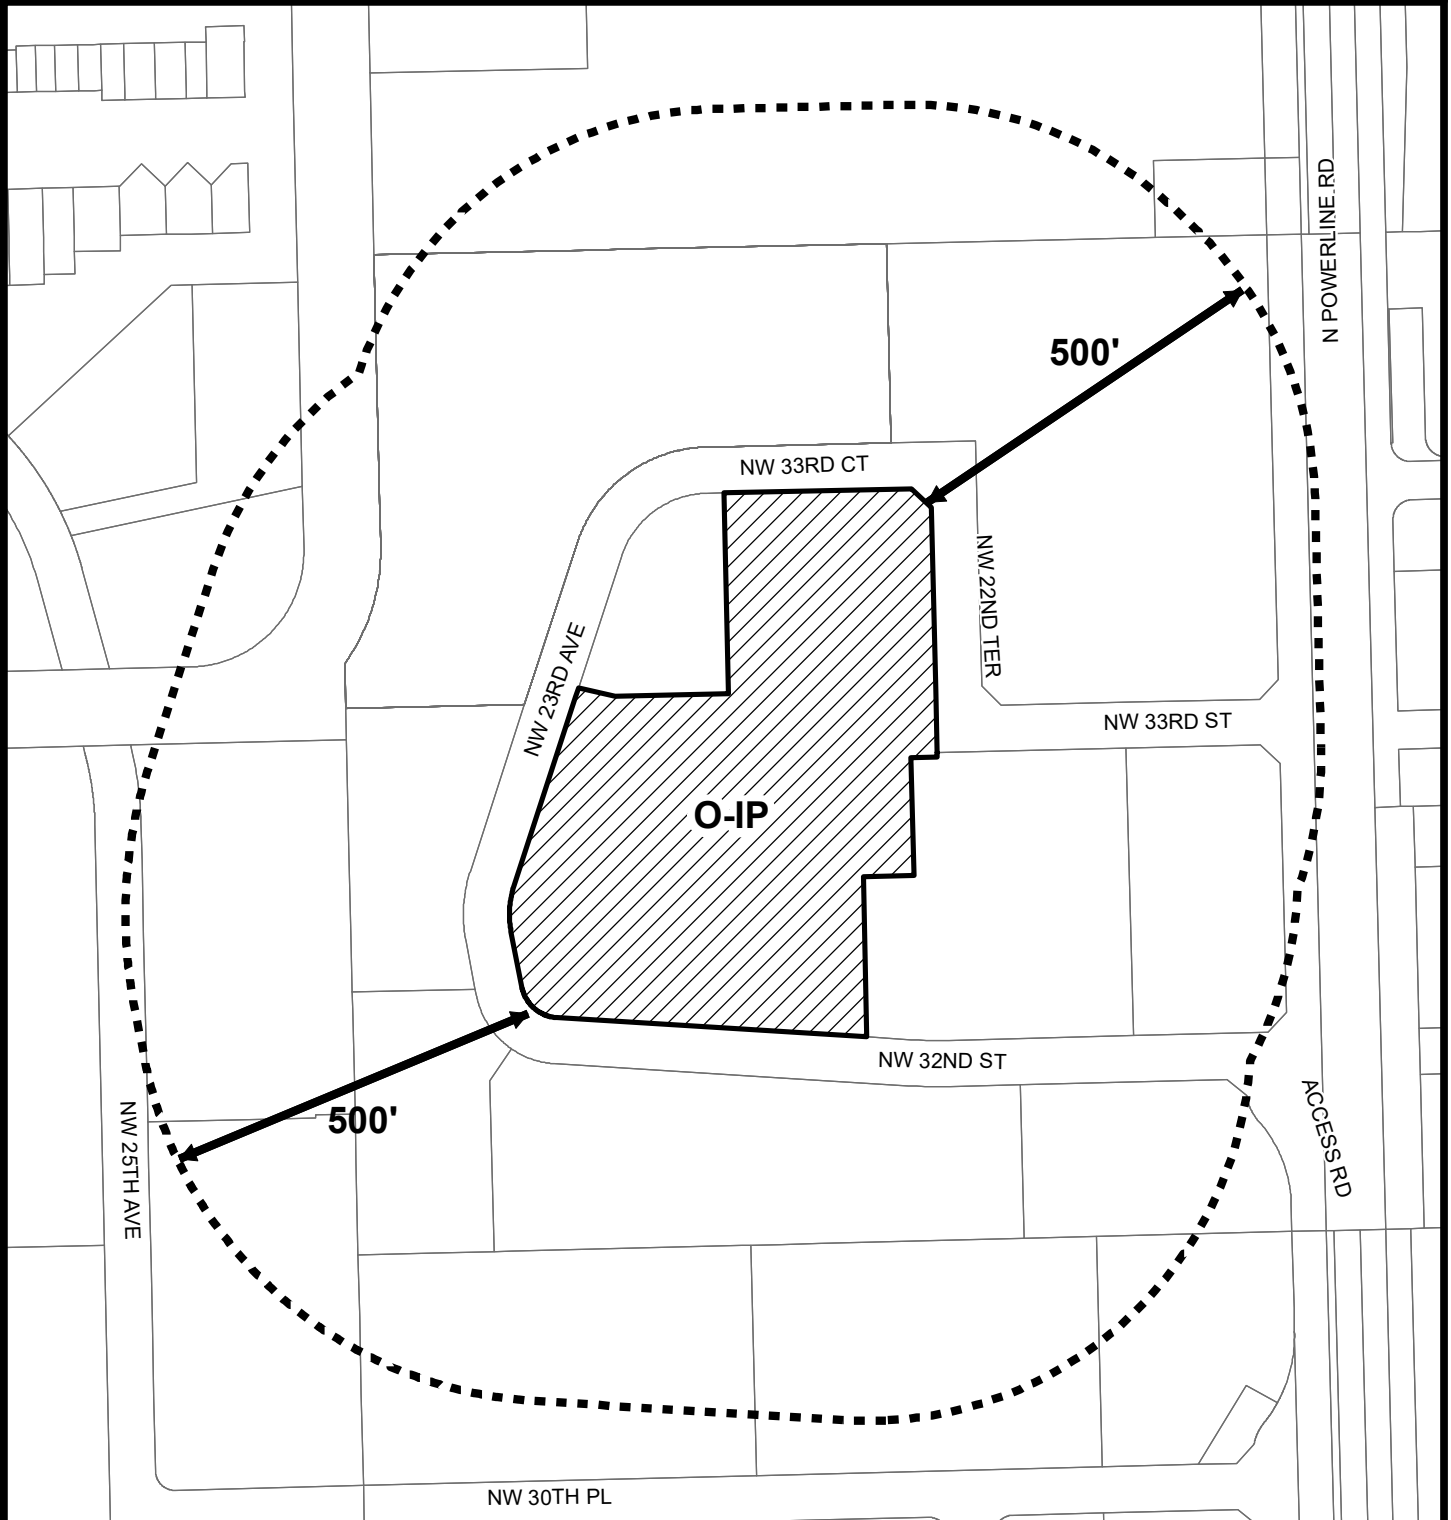 N POWERLINE RD
500'
NW 33RD CT
NW 22ND TER
NW 23RD AVE
NW 33RD ST
O-IP
NW 32ND ST
500'
ACCESS RD
NW 25TH AVE
NW 30TH PL